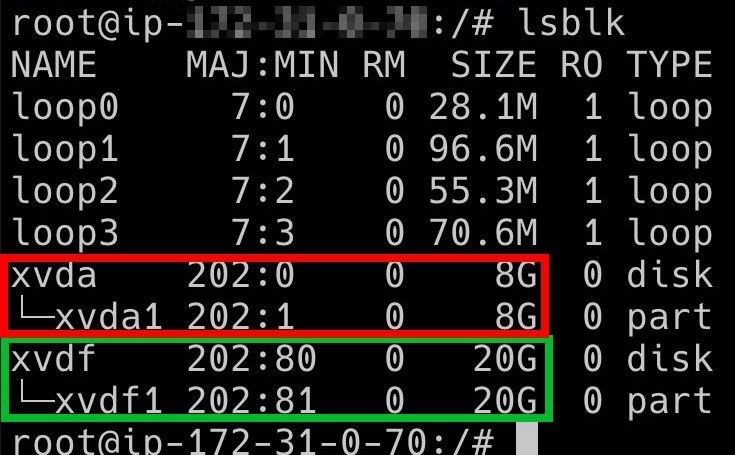 root@ip-172-31-0-70:/# lsblk
NAME MAJ:MIN RM SIZE RO TYPE
loop0 7:0 0 28.1M 1 loop
loop1 7:1 0 96.6M 1 loop
loop2 7:2 0 55.3M 1 loop
loop3 7:3 0 70.6M 1 loop
xvda 202:0 0 8G 0 disk
└─xvda1 202:1 0 8G 0 part
xvdf 202:80 0 20G 0 disk
└─xvdf1 202:81 0 20G 0 part
root@ip-172-31-0-70:/#